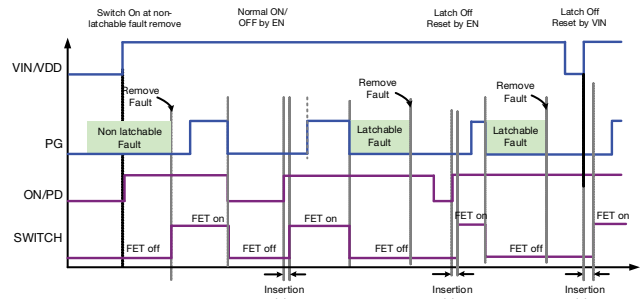 Switch On at non-
latchable fault remove
Normal ON/
OFF by EN
Latch Off
Reset by EN
Latch Off
Reset by VIN
VIN/VDD
Remove
Fault
Remove
Fault
Remove
Fault
PG
Non latchable
Fault
Latchable
Fault
Latchable
Fault
ON/PD
SWITCH
FET off
FET on
FET off
FET on
FET off
FET on
FET off
FET on
Insertion
Insertion
Insertion